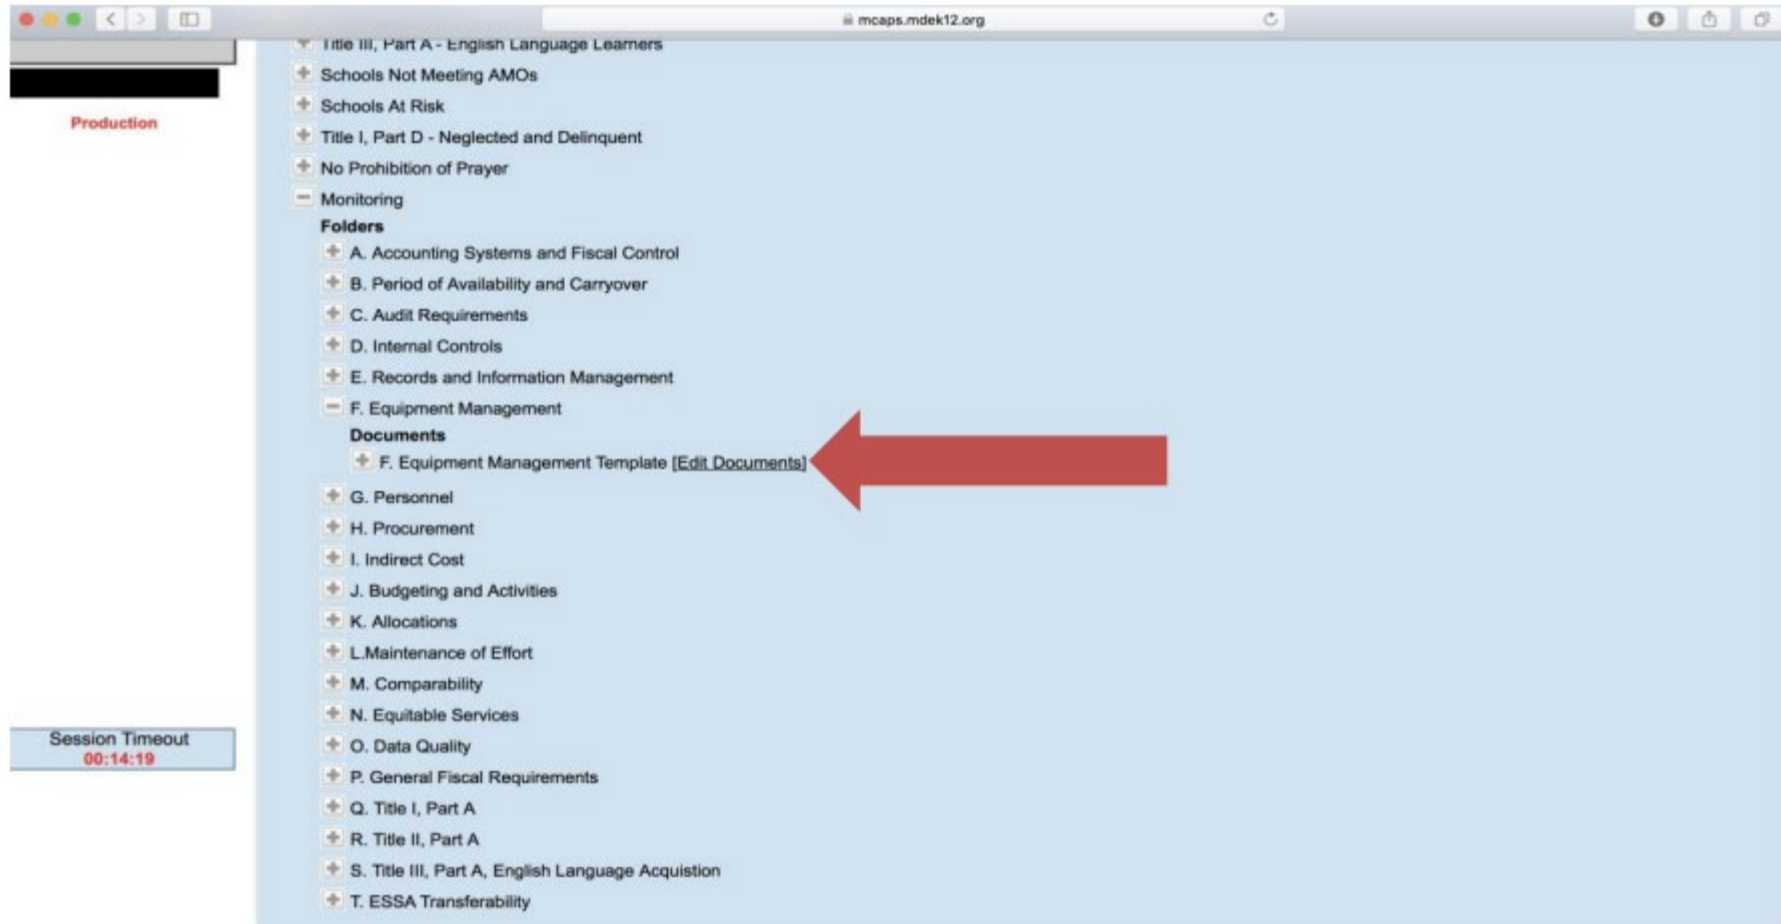 mcaps.mdek12.org
Title III, Part A - English Language Learners
Schools Not Meeting AMOs
Schools At Risk
Production
Title I, Part D - Neglected and Delinquent
No Prohibition of Prayer
Monitoring
Folders
A. Accounting Systems and Fiscal Control
B. Period of Availability and Carryover
C. Audit Requirements
D. Internal Controls
E. Records and Information Management
F. Equipment Management
Documents
F. Equipment Management Template [Edit Documents]
G. Personnel
H. Procurement
I. Indirect Cost
J. Budgeting and Activities
K. Allocations
L.Maintenance of Effort
M. Comparability
N. Equitable Services
Session Timeout
00:14:19
O. Data Quality
P. General Fiscal Requirements
Q. Title I, Part A
R. Title II, Part A
S. Title III, Part A, English Language Acquistion
T. ESSA Transferability